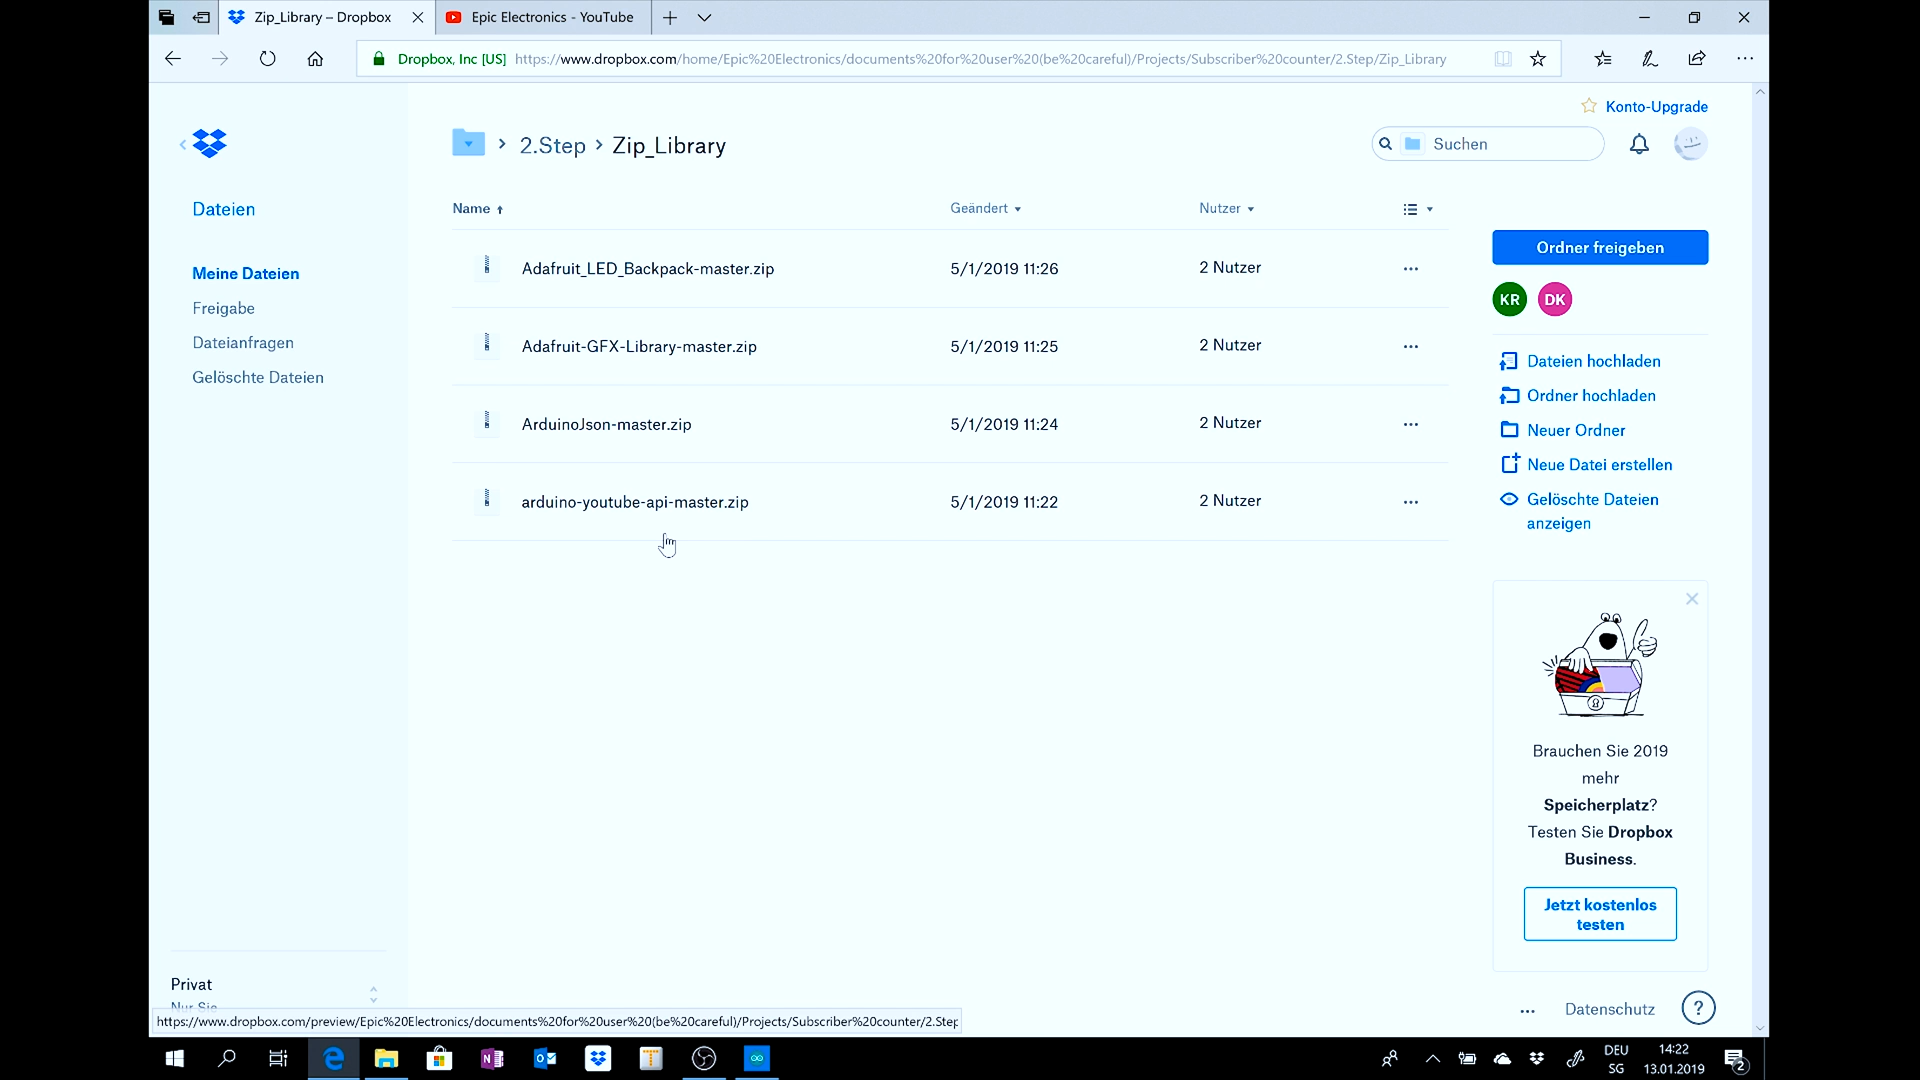 Zip_Library – Dropbox
Epic Electronics - YouTube
Dropbox, Inc [US] https://www.dropbox.com/home/Epic%20Electronics/documents%20for%20user%20(be%20careful)/Projects/Subscriber%20counter/2.Step/Zip_Library
Konto-Upgrade
2.Step > Zip_Library
Suchen
Dateien
Meine Dateien
Freigabe
Dateianfragen
Gelöschte Dateien
Name Geändert Nutzer
Adafruit_LED_Backpack-master.zip 5/1/2019 11:26 2 Nutzer
Adafruit-GFX-Library-master.zip 5/1/2019 11:25 2 Nutzer
ArduinoJson-master.zip 5/1/2019 11:24 2 Nutzer
arduino-youtube-api-master.zip 5/1/2019 11:22 2 Nutzer
Ordner freigeben
KR DK
Dateien hochladen
Ordner hochladen
Neuer Ordner
Neue Datei erstellen
Gelöschte Dateien
anzeigen
Brauchen Sie 2019
mehr
Speicherplatz?
Testen Sie Dropbox
Business.
Jetzt kostenlos
testen
Privat
Nur Sie
Datenschutz
?
https://www.dropbox.com/preview/Epic%20Electronics/documents%20for%20user%20(be%20careful)/Projects/Subscriber%20counter/2.Step
DEU
SG
14:22
13.01.2019
2